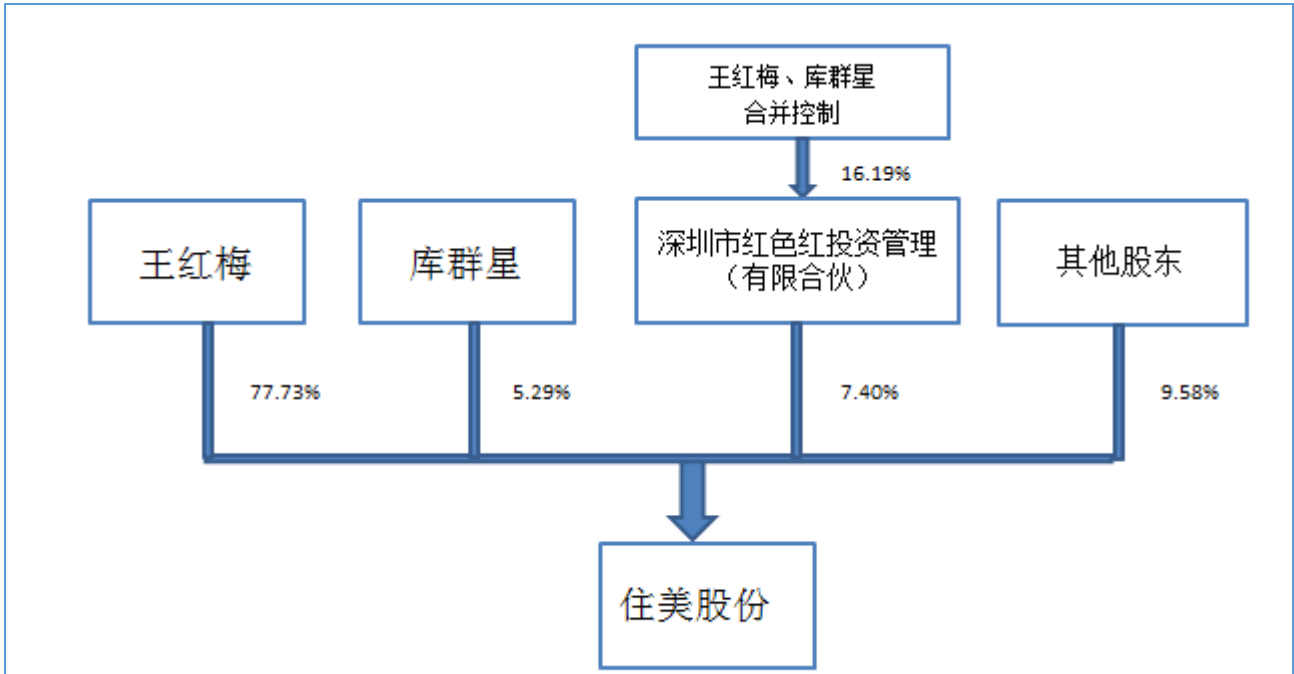 王红梅、库群星
合并控制
16.19%
王红梅
库群星
深圳市红色红投资管理
（有限合伙）
其他股东
77.73%
5.29%
7.40%
9.58%
住美股份